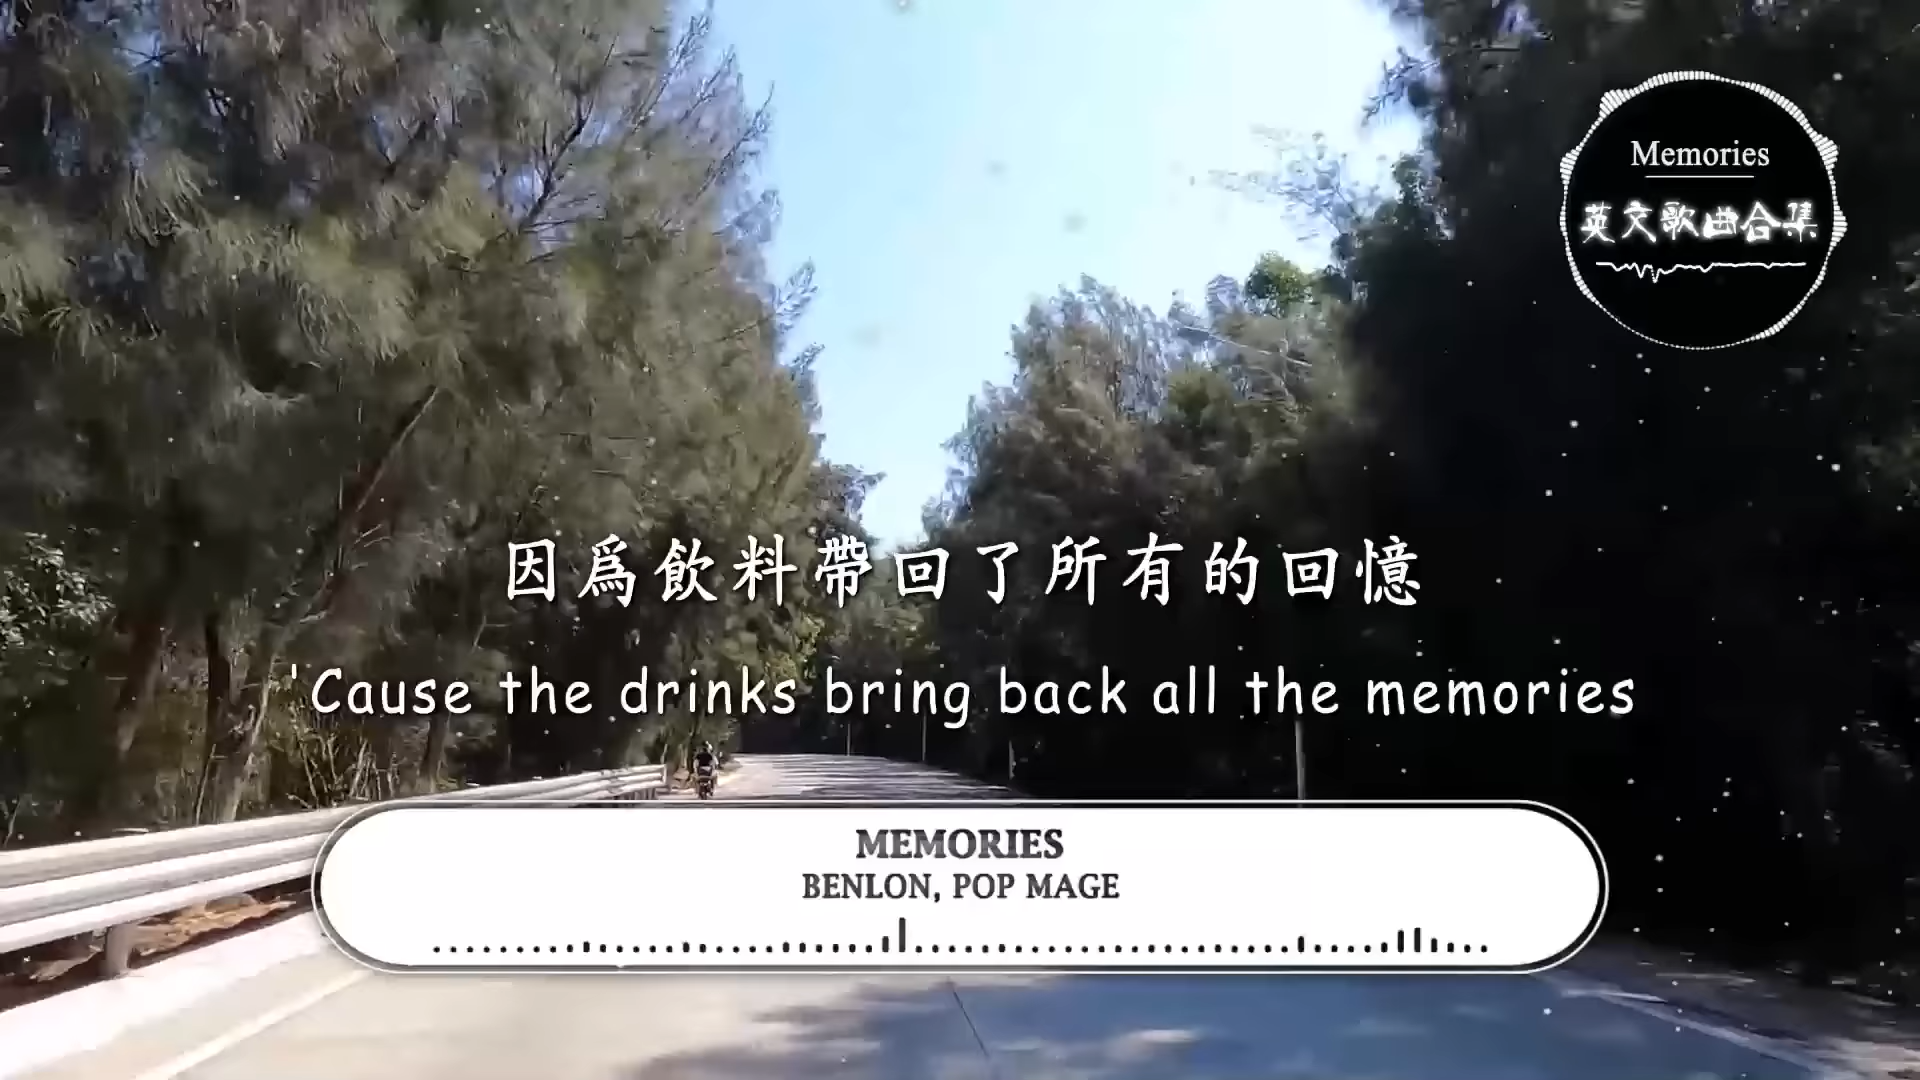 Memories
英文歌曲合集
因爲飲料帶回了所有的回憶
'Cause the drinks bring back all the memories
MEMORIES
BENLON, POP MAGE